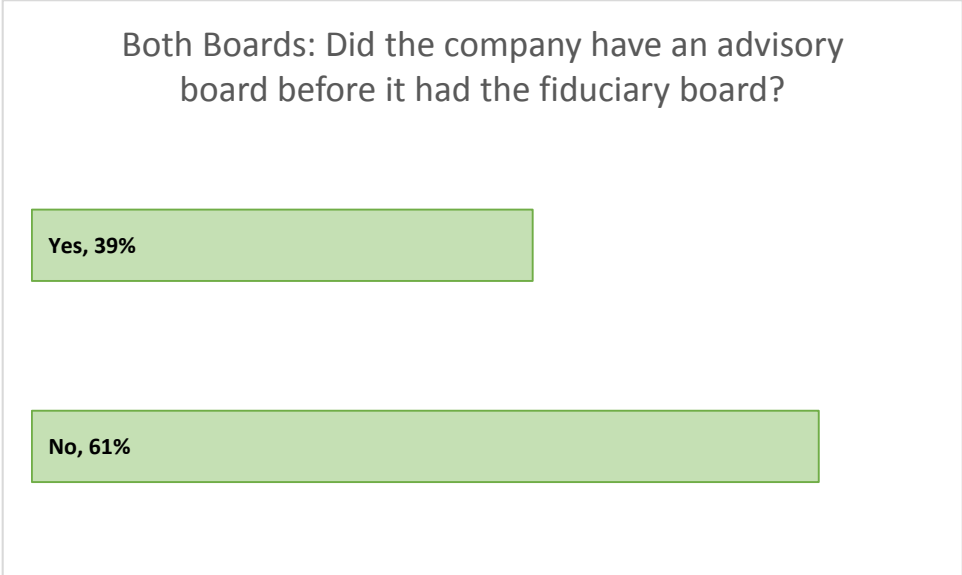 Both Boards: Did the company have an advisory
board before it had the fiduciary board?
Yes, 39%
No, 61%